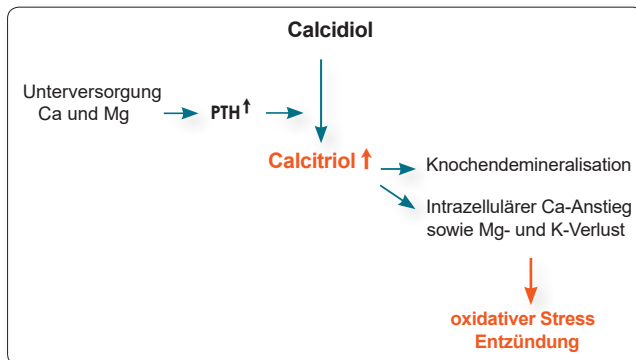 Calcidiol
Unterversorgung
Ca und Mg
PTH ↑
Calcitriol ↑
Knochendemineralisation
Intrazellulärer Ca-Anstieg
sowie Mg- und K-Verlust
oxidativer Stress
Entzündung